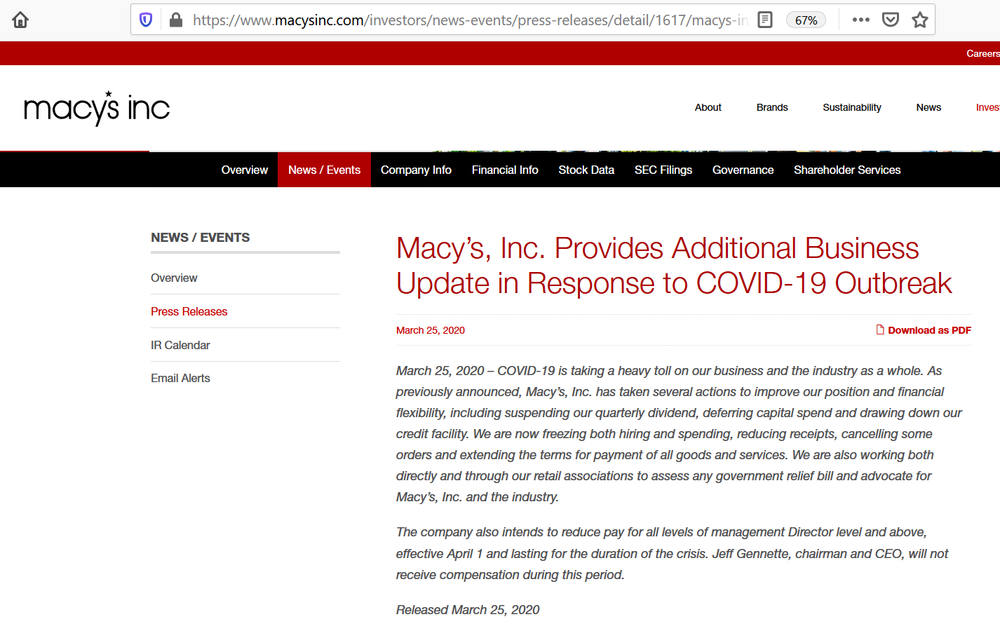 https://www.macysinc.com/investors/news-events/press-releases/detail/1617/macys-in
67%
Careers
macy's inc
About Brands Sustainability News Inves
Overview News / Events Company Info Financial Info Stock Data SEC Filings Governance Shareholder Services
NEWS / EVENTS
Overview
Press Releases
IR Calendar
Email Alerts
Macy’s, Inc. Provides Additional Business
Update in Response to COVID-19 Outbreak
March 25, 2020 Download as PDF
March 25, 2020 – COVID-19 is taking a heavy toll on our business and the industry as a whole. As
previously announced, Macy’s, Inc. has taken several actions to improve our position and financial
flexibility, including suspending our quarterly dividend, deferring capital spend and drawing down our
credit facility. We are now freezing both hiring and spending, reducing receipts, cancelling some
orders and extending the terms for payment of all goods and services. We are also working both
directly and through our retail associations to assess any government relief bill and advocate for
Macy’s, Inc. and the industry.
The company also intends to reduce pay for all levels of management Director level and above,
effective April 1 and lasting for the duration of the crisis. Jeff Gennette, chairman and CEO, will not
receive compensation during this period.
Released March 25, 2020